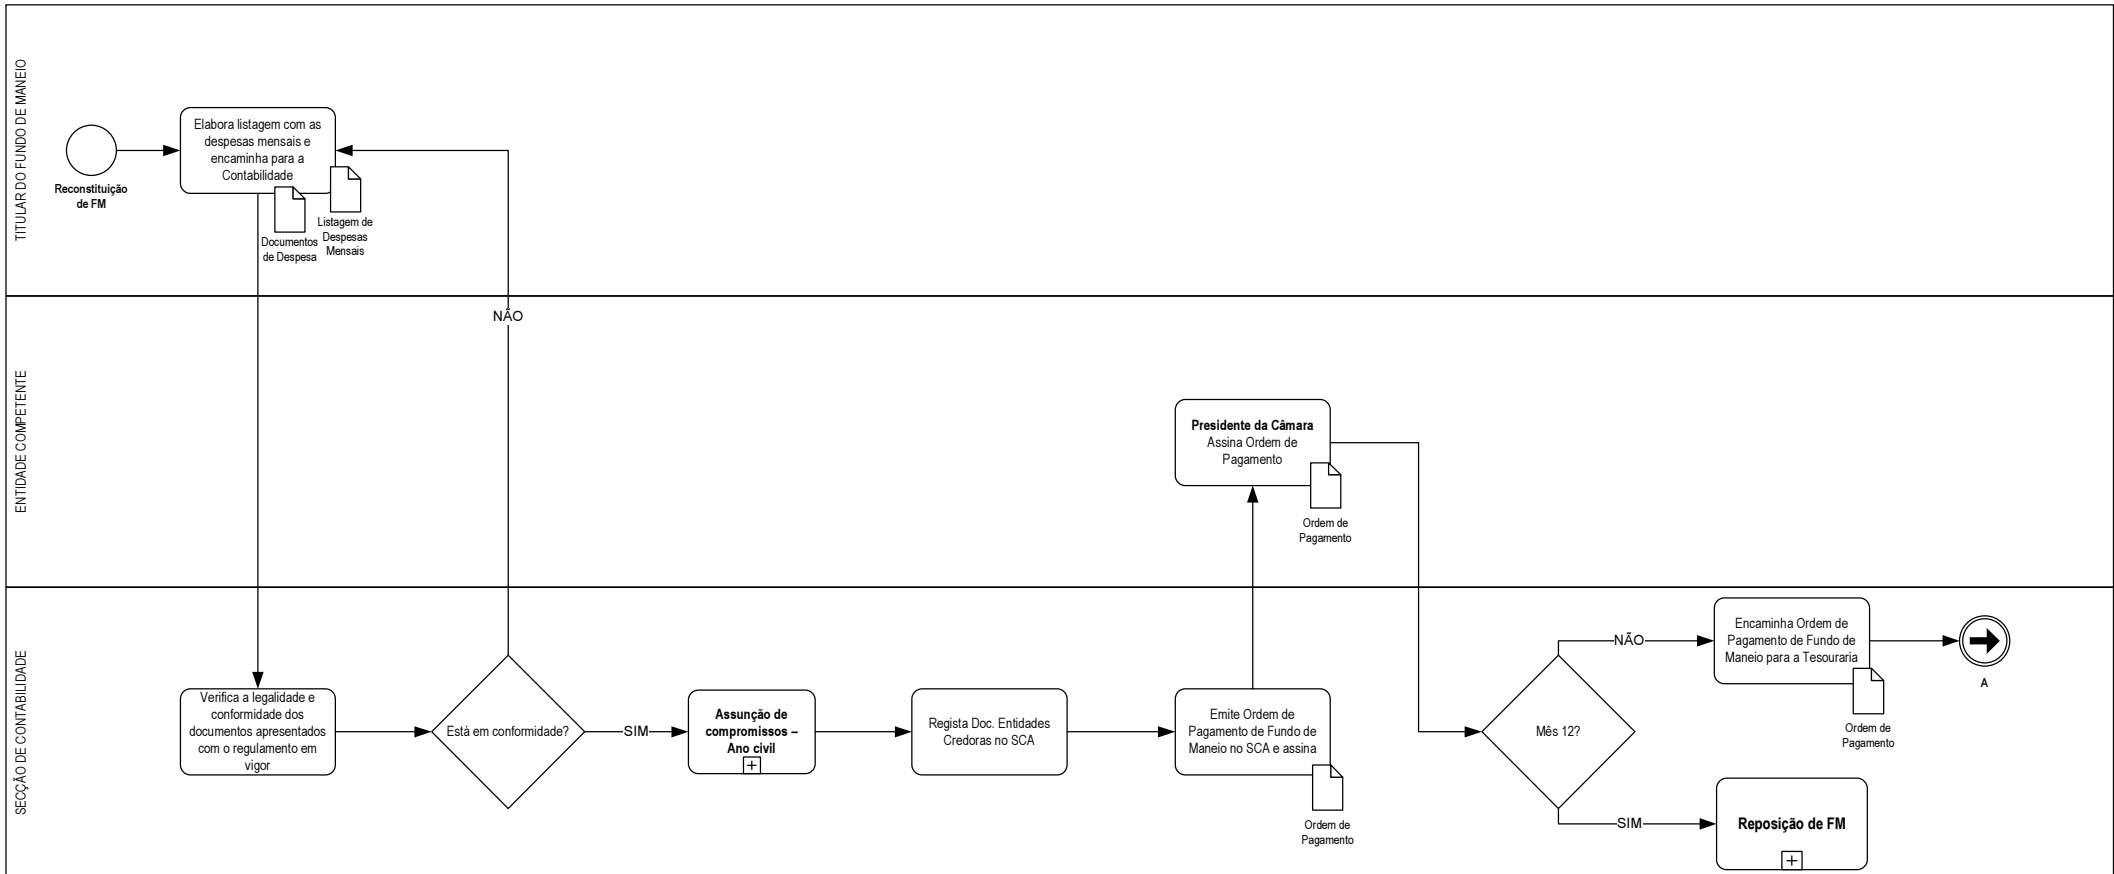 TITULAR DO FUNDO DE MANEIO
Reconstituição
de FM
Elabora listagem com as
despesas mensais e
encaminha para a
Contabilidade
Documentos
de Despesa
Listagem de
Despesas
Mensais
NÃO
ENTIDADE COMPETENTE
Presidente da Câmara
Assina Ordem de
Pagamento
Ordem de
Pagamento
SECÇÃO DE CONTABILIDADE
Verifica a legalidade e
conformidade dos
documentos apresentados
com o regulamento em
vigor
Está em conformidade?
SIM
Assunção de
compromissos –
Ano civil
Regista Doc. Entidades
Credoras no SCA
Emite Ordem de
Pagamento de Fundo de
Maneio no SCA e assina
Ordem de
Pagamento
Mês 12?
NÃO
Encaminha Ordem de
Pagamento de Fundo de
Maneio para a Tesouraria
Ordem de
Pagamento
A
SIM
Reposição de FM